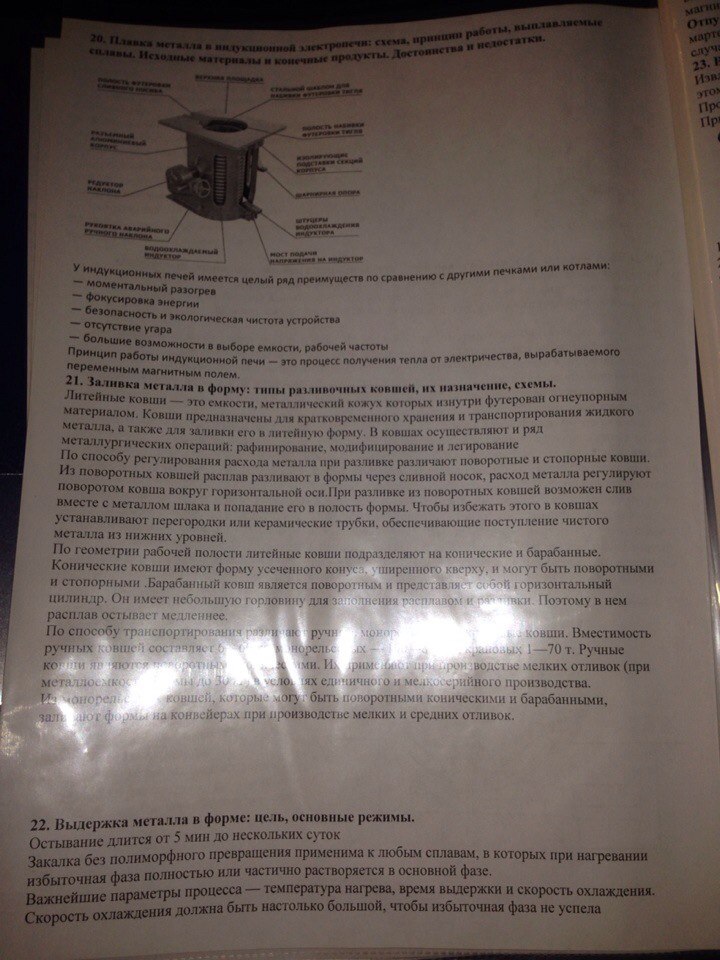 20. Плавка металла в индукционной электропечи: схема, принцип работы, выплавляемые
сплавы. Исходные материалы и конечные продукты. Достоинства и недостатки.
ВЕРХНЯЯ ПЛОЩАДКА
ПОЛОСТЬ ФУТЕРОВКИ
СЛИВНОГО НОСИКА
СТАЛЬНОЙ ШАБЛОН ДЛЯ
НАБИВКИ ФУТЕРОВКИ ТИГЛЯ
ПОЛОСТЬ НАБИВКИ
ФУТЕРОВКИ ТИГЛЯ
РАЗЪЕМНЫЙ
АЛЮМИНИЕВЫЙ
КОРПУС
ИЗОЛИРУЮЩИЕ
ПОДСТАВКИ СЕКЦИЙ
КОРПУСА
РЕДУКТОР
НАКЛОНА
ШАРНИРНАЯ ОПОРА
РУКОЯТКА АВАРИЙНОГО
РУЧНОГО НАКЛОНА
ШТУЦЕРЫ
ВОДООХЛАЖДЕНИЯ
ИНДУКТОРА
ВОДООХЛАЖДАЕМЫЙ
ИНДУКТОР
МОСТ ПОДАЧИ
НАПРЯЖЕНИЯ НА ИНДУКТОР
У индукционных печей имеется целый ряд преимуществ по сравнению с другими печками или котлами:
— моментальный разогрев
— фокусировка энергии
— безопасность и экологическая чистота устройства
— отсутствие угара
— большие возможности в выборе емкости, рабочей частоты
Принцип работы индукционной печи — это процесс получения тепла от электричества, вырабатываемого
переменным магнитным полем.
21. Заливка металла в форму: типы разливочных ковшей, их назначение, схемы.
Литейные ковши — это емкости, металлический кожух которых изнутри футерован огнеупорным
материалом. Ковши предназначены для кратковременного хранения и транспортирования жидкого
металла, а также для заливки его в литейную форму. В ковшах осуществляют и ряд
металлургических операций: рафинирование, модифицирование и легирование
По способу регулирования расхода металла при разливке различают поворотные и стопорные ковши.
Из поворотных ковшей расплав разливают в формы через сливной носок, расход металла регулируют
поворотом ковша вокруг горизонтальной оси.При разливке из поворотных ковшей возможен слив
вместе с металлом шлака и попадание его в полость формы. Чтобы избежать этого в ковшах
устанавливают перегородки или керамические трубки, обеспечивающие поступление чистого
металла из нижних уровней.
По геометрии рабочей полости литейные ковши подразделяют на конические и барабанные.
Конические ковши имеют форму усеченного конуса, уширенного кверху, и могут быть поворотными
и стопорными .Барабанный ковш является поворотным и представляет собой горизонтальный
цилиндр. Он имеет небольшую горловину для заполнения расплавом и разливки. Поэтому в нем
расплав остывает медленнее.
По способу транспортирования различают ручные ковши. Вместимость
ручных ковшей составляет крановых 1—70 т. Ручные
ковши являются поворотными Их применяют при производстве мелких отливок (при
до 30 в условиях единичного и мелкосерийного производства.
Из ковшей, которые могут быть поворотными коническими и барабанными,
заливают формы на конвейерах при производстве мелких и средних отливок.
22. Выдержка металла в форме: цель, основные режимы.
Остывание длится от 5 мин до нескольких суток
Закалка без полиморфного превращения применима к любым сплавам, в которых при нагревании
избыточная фаза полностью или частично растворяется в основной фазе.
Важнейшие параметры процесса — температура нагрева, время выдержки и скорость охлаждения.
Скорость охлаждения должна быть настолько большой, чтобы избыточная фаза не успела
23.